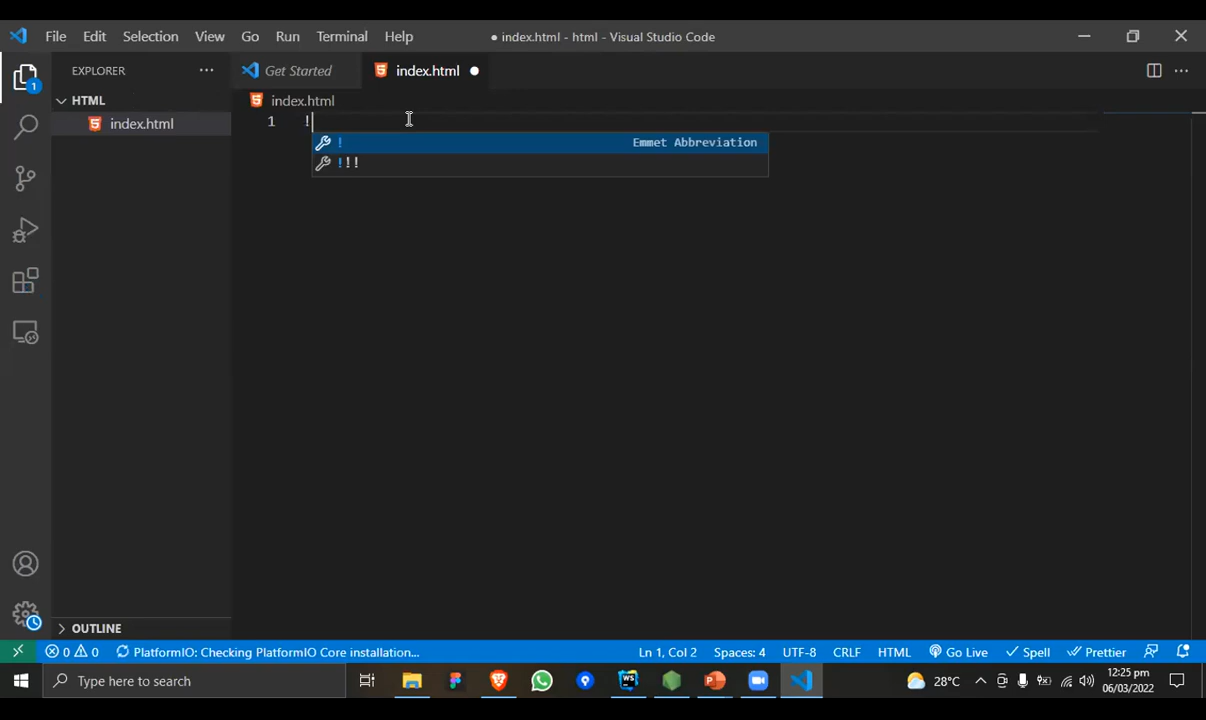 File Edit Selection View Go Run Terminal Help ● index.html - html - Visual Studio Code
EXPLORER ··· Get Started index.html ●
HTML index.html
index.html
1 !
! Emmet Abbreviation
!!!
1
OUTLINE
0 0 PlatformIO: Checking PlatformIO Core installation... Ln 1, Col 2 Spaces: 4 UTF-8 CRLF HTML Go Live Spell Prettier
Type here to search WS 28°C 12:25 pm
06/03/2022